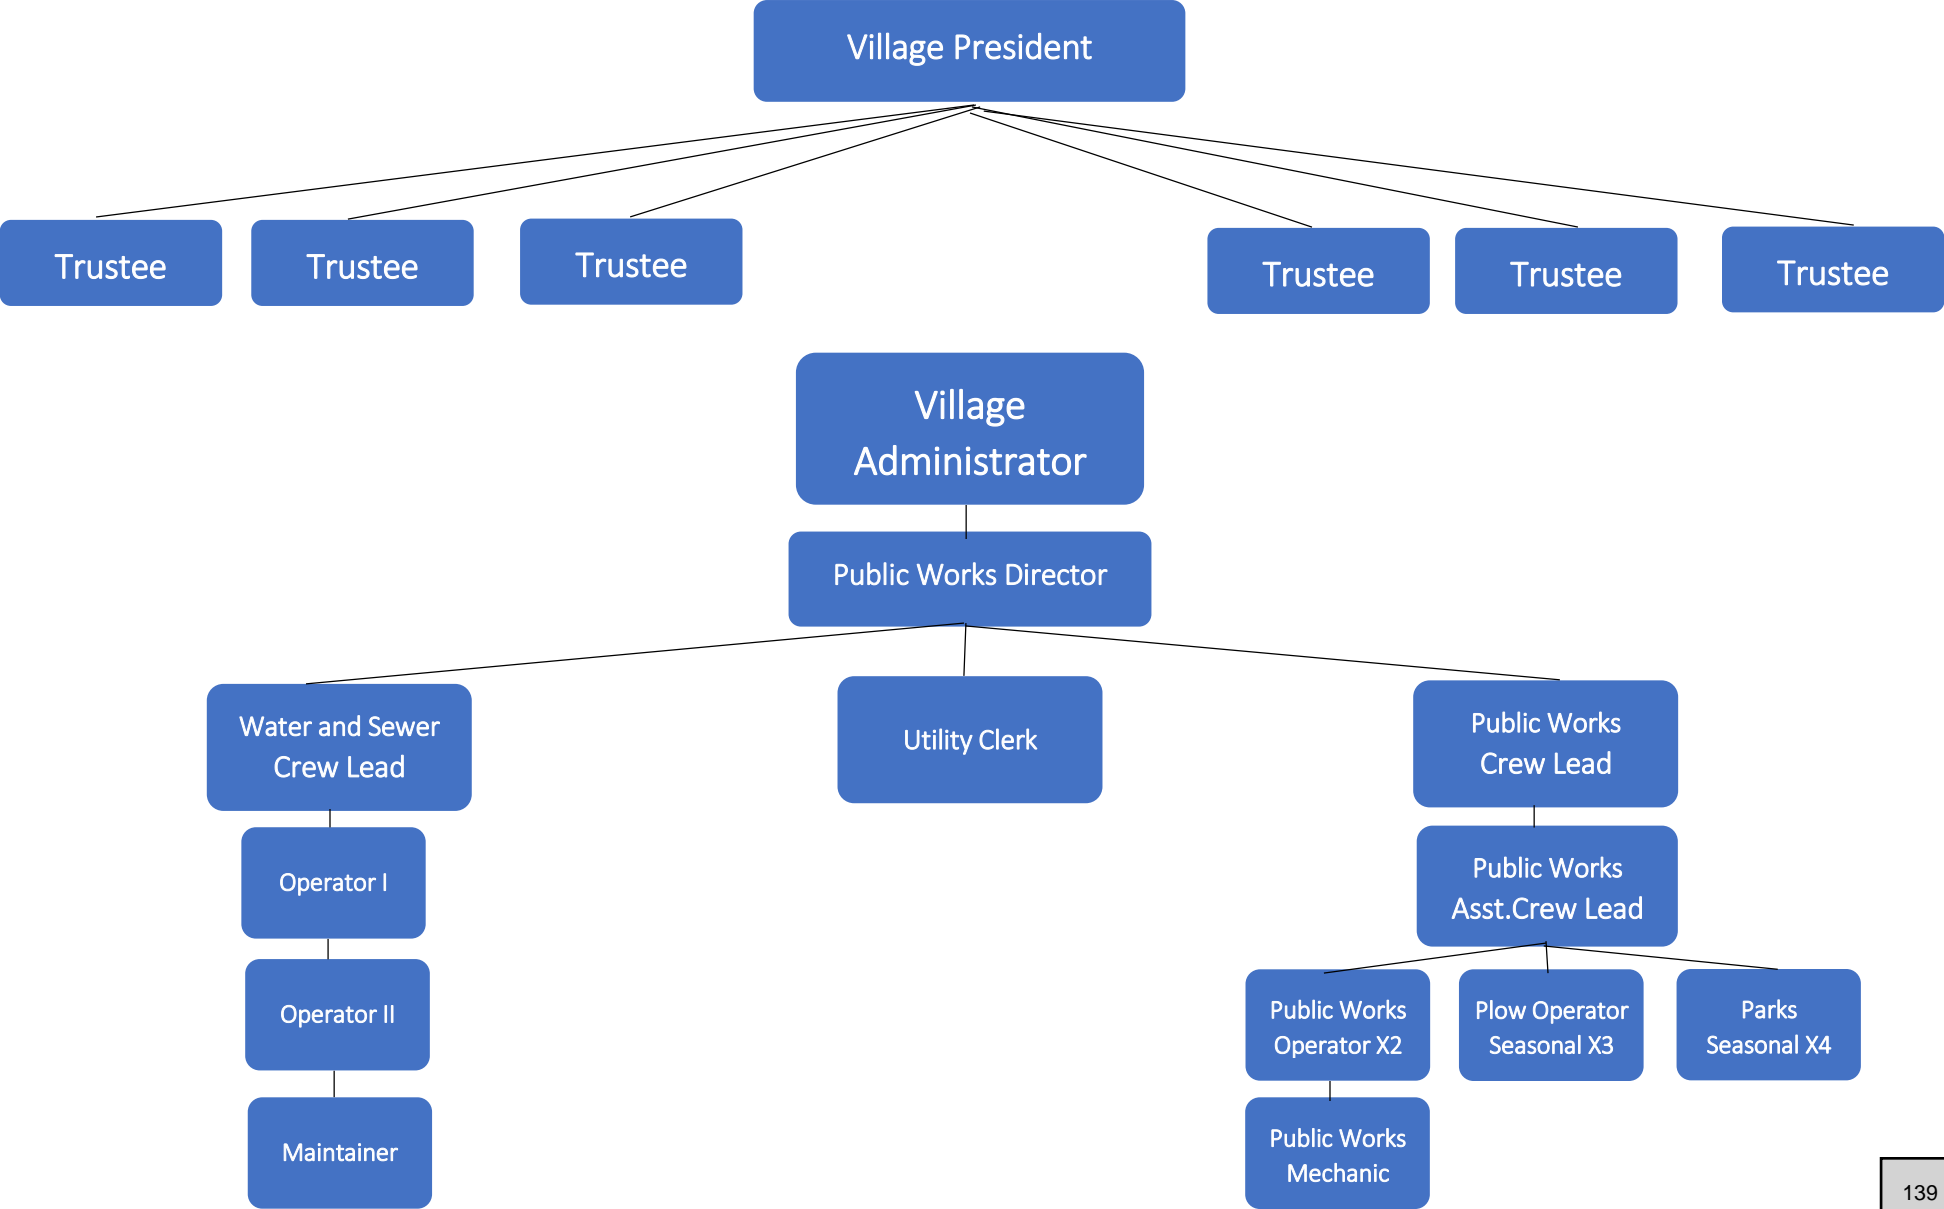 Village President
Trustee
Trustee
Trustee
Trustee
Trustee
Trustee
Village
Administrator
Public Works Director
Water and Sewer
Crew Lead
Utility Clerk
Public Works
Crew Lead
Operator I
Public Works
Asst.Crew Lead
Operator II
Public Works
Operator X2
Plow Operator
Seasonal X3
Parks
Seasonal X4
Maintainer
Public Works
Mechanic
139